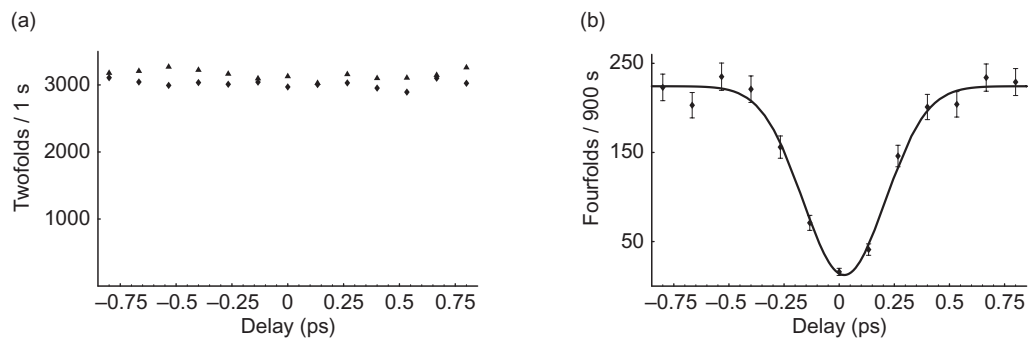 (a)
Twofolds / 1 s
3000
2000
1000
–0.75 –0.5 –0.25 0 0.25 0.50 0.75
Delay (ps)
(b)
Fourfolds / 900 s
250
150
50
–0.75 –0.5 –0.25 0 0.25 0.5 0.75
Delay (ps)